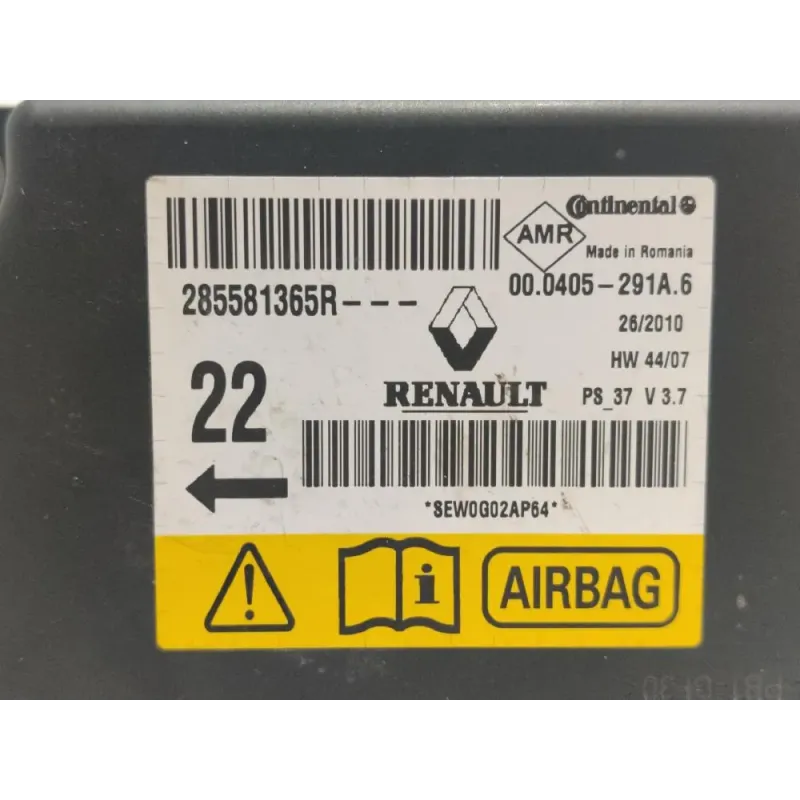 Continental
AMR
Made in Romania
285581365R---
00.0405-291A.6
26/2010
22
HW 44/07
RENAULT
PS_37 V 3.7
*SEW0G02AP64*
i
AIRBAG